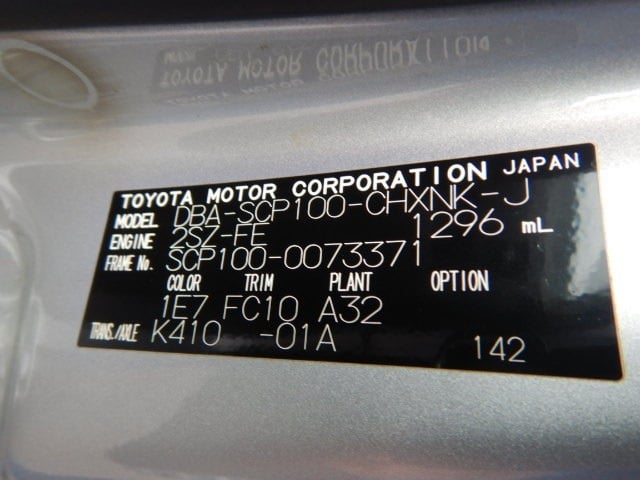 TOYOTA MOTOR CORPORATION JAPAN
MODEL DBA-SCP100-CHXNK-J
ENGINE 2SZ-FE 1296 mL
FRAME No. SCP100-0073371
COLOR TRIM PLANT OPTION
1E7 FC10 A32
TRANS./AXLE K410 -01A 142